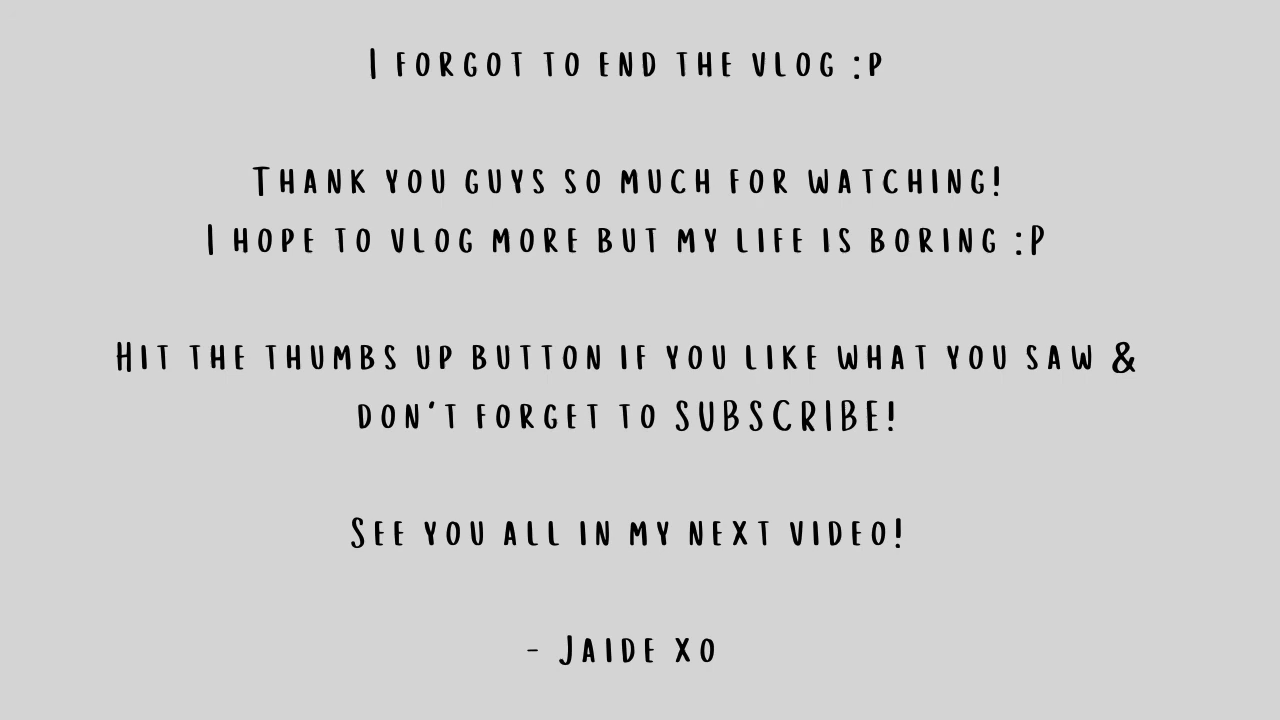 I forgot to end the vlog :p
Thank you guys so much for watching!
I hope to vlog more but my life is boring :P
Hit the thumbs up button if you like what you saw &
don't forget to SUBSCRIBE!
See you all in my next video!
- Jaide xo